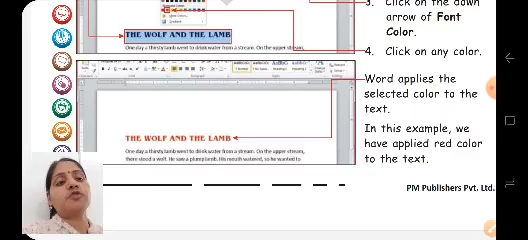 3. Click on the down
arrow of Font
Color.
THE WOLF AND THE LAMB
One day a thirsty lamb went to drink water from a stream. On the upper stream,
4. Click on any color.
Word applies the
selected color to the
text.
THE WOLF AND THE LAMB
In this example, we
have applied red color
to the text.
One day a thirsty lamb went to drink water from a stream. On the upper stream,
there stood a wolf. He saw a plump lamb. His mouth watered, so he wanted to
PM Publishers Pvt. Ltd.